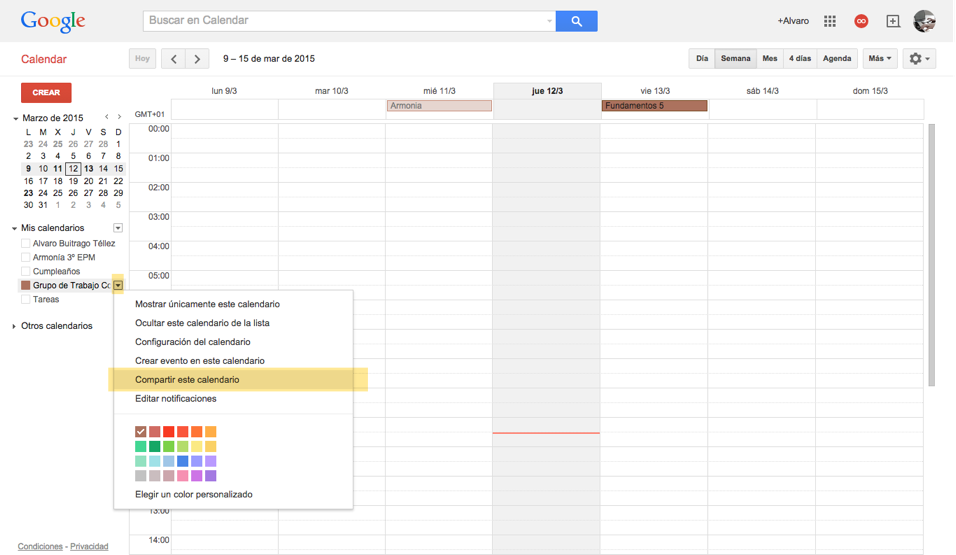 Google
Buscar en Calendar
+Alvaro
Calendar
Hoy
9 – 15 de mar de 2015
Día Semana Mes 4 días Agenda
Más
CREAR
lun 9/3 mar 10/3 mié 11/3 jue 12/3 vie 13/3 sáb 14/3 dom 15/3
GMT+01
Armonia
Fundamentos 5
Marzo de 2015
L M X J V S D
23 24 25 26 27 28 1
2 3 4 5 6 7 8
9 10 11 12 13 14 15
16 17 18 19 20 21 22
23 24 25 26 27 28 29
30 31 1 2 3 4 5
00:00
01:00
02:00
03:00
04:00
05:00
Mis calendarios
Alvaro Buitrago Téllez
Armonía 3º EPM
Cumpleaños
Grupo de Trabajo Co
Tareas
Otros calendarios
Mostrar únicamente este calendario
Ocultar este calendario de la lista
Configuración del calendario
Crear evento en este calendario
Compartir este calendario
Editar notificaciones
Elegir un color personalizado
13:00
14:00
Condiciones - Privacidad